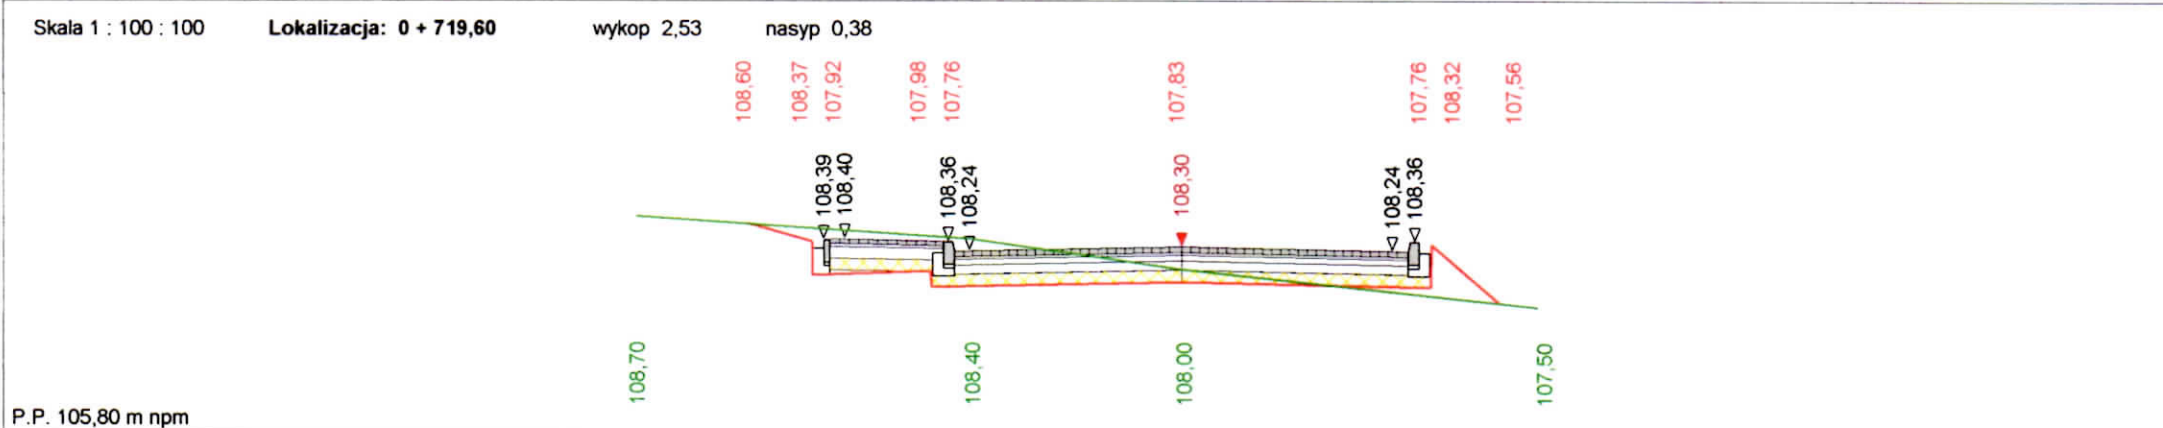 Skala 1 : 100 : 100 Lokalizacja: 0 + 719,60 wykop 2,53 nasyp 0,38
108,60 108,37 107,92 107,98 107,76 107,83 107,76 108,32 107,56
108,39 108,40 108,36 108,24 108,30 108,24 108,36
108,70 108,40 108,00 107,50
P.P. 105,80 m npm